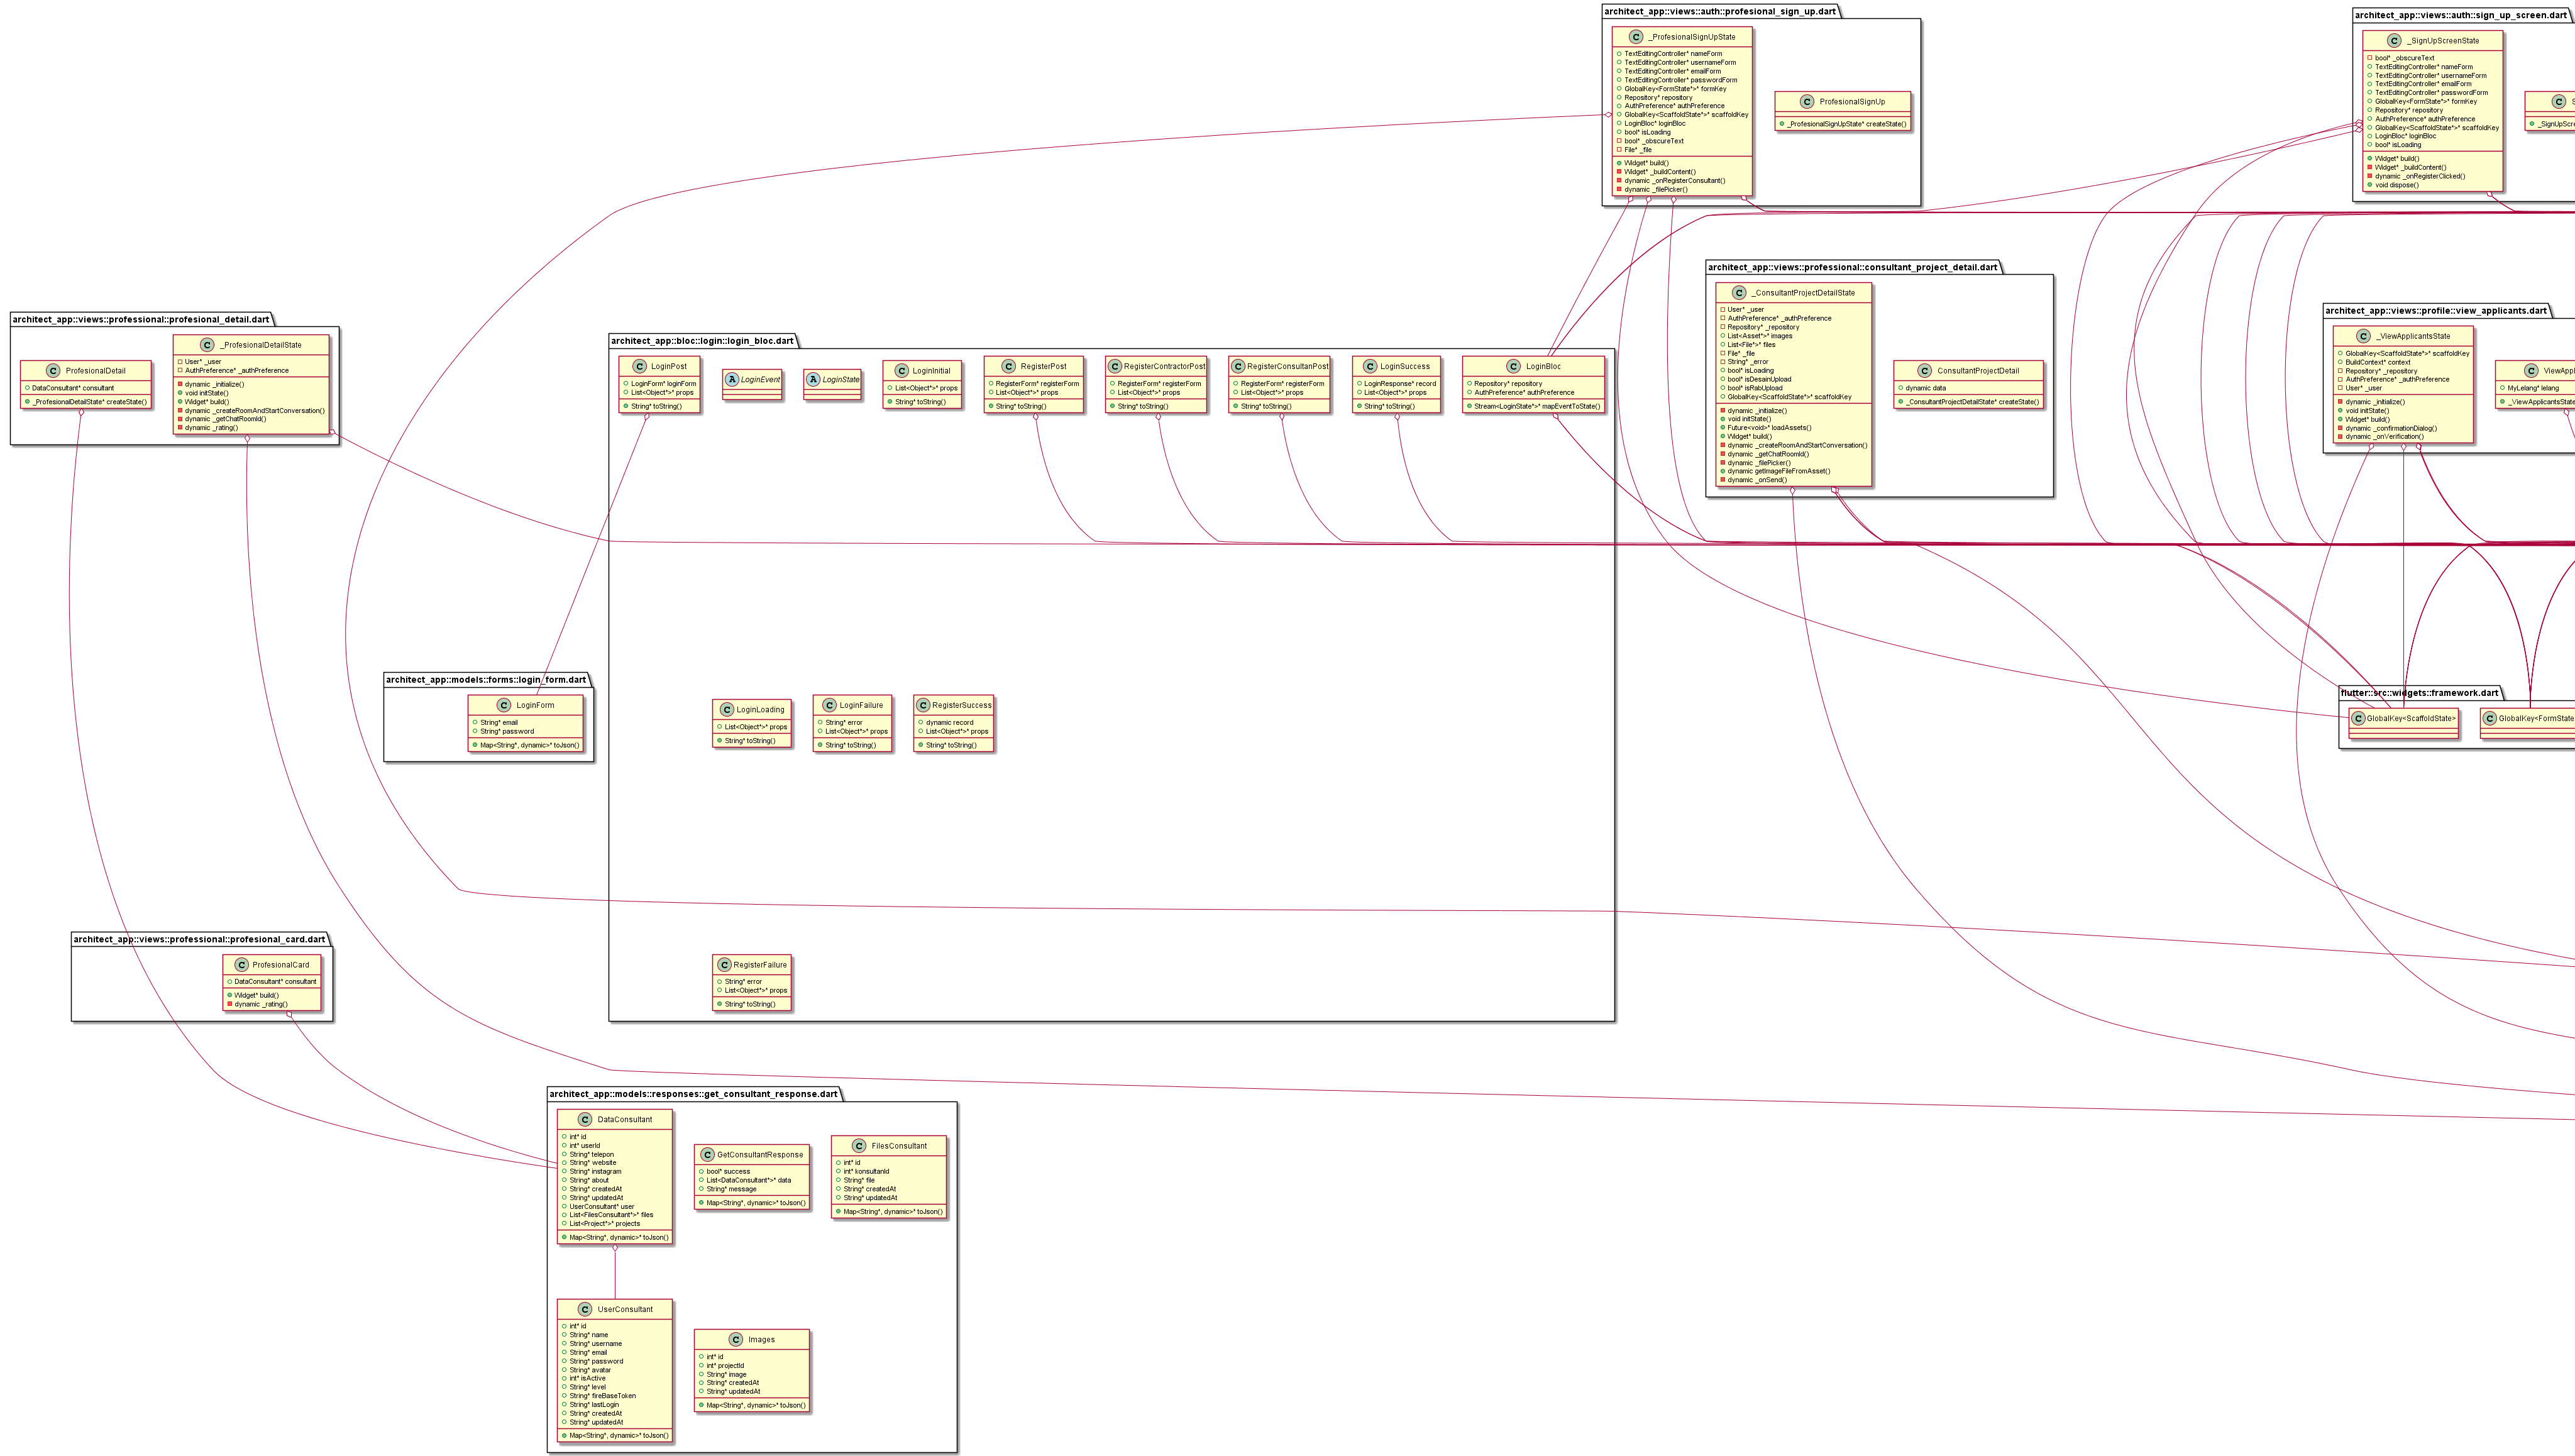 architect_app::views::auth::profesional_sign_up.dart
C _ProfesionalSignUpState
TextEditingController* nameForm
TextEditingController* usernameForm
TextEditingController* emailForm
TextEditingController* passwordForm
GlobalKey<FormState*>* formKey
Repository* repository
AuthPreference* authPreference
GlobalKey<ScaffoldState*>* scaffoldKey
LoginBloc* loginBloc
bool* isLoading
bool* _obscureText
File* _file
Widget* build()
Widget* _buildContent()
dynamic _onRegisterConsultant()
dynamic _filePicker()
C ProfesionalSignUp
_ProfesionalSignUpState* createState()
architect_app::views::auth::sign_up_screen.dart
C _SignUpScreenState
bool* _obscureText
TextEditingController* nameForm
TextEditingController* usernameForm
TextEditingController* emailForm
TextEditingController* passwordForm
GlobalKey<FormState*>* formKey
Repository* repository
AuthPreference* authPreference
GlobalKey<ScaffoldState*>* scaffoldKey
LoginBloc* loginBloc
bool* isLoading
Widget* build()
Widget* _buildContent()
dynamic _onRegisterClicked()
void dispose()
C
architect_app::views::professional::consultant_project_detail.dart
C _ConsultantProjectDetailState
User* _user
AuthPreference* _authPreference
Repository* _repository
List<Asset*>* images
List<File*>* files
File* _file
String* _error
bool* isLoading
bool* isDesainUpload
bool* isRabUpload
GlobalKey<ScaffoldState*>* scaffoldKey
dynamic _initialize()
void initState()
Future<void>* loadAssets()
Widget* build()
dynamic _createRoomAndStartConversation()
dynamic _getChatRoomId()
dynamic _filePicker()
dynamic getImageFileFromAsset()
dynamic _onSend()
C ConsultantProjectDetail
dynamic data
_ConsultantProjectDetailState* createState()
architect_app::views::profile::view_applicants.dart
C _ViewApplicantsState
GlobalKey<ScaffoldState*>* scaffoldKey
BuildContext* context
Repository* _repository
AuthPreference* _authPreference
User* _user
dynamic _initialize()
void initState()
Widget* build()
dynamic _confirmationDialog()
dynamic _onVerification()
C ViewAppl
MyLelang* lelang
_ViewApplicantsState
architect_app::views::professional::profesional_detail.dart
C ProfesionalDetail
DataConsultant* consultant
_ProfesionalDetailState* createState()
C _ProfesionalDetailState
User* _user
AuthPreference* _authPreference
dynamic _initialize()
void initState()
Widget* build()
dynamic _createRoomAndStartConversation()
dynamic _getChatRoomId()
dynamic _rating()
architect_app::bloc::login::login_bloc.dart
C LoginPost
LoginForm* loginForm
List<Object*>* props
String* toString()
A LoginEvent
A LoginState
C LoginInitial
List<Object*>* props
String* toString()
C RegisterPost
RegisterForm* registerForm
List<Object*>* props
String* toString()
C RegisterContractorPost
RegisterForm* registerForm
List<Object*>* props
String* toString()
C RegisterConsultanPost
RegisterForm* registerForm
List<Object*>* props
String* toString()
C LoginSuccess
LoginResponse* record
List<Object*>* props
String* toString()
C LoginBloc
Repository* repository
AuthPreference* authPreference
Stream<LoginState*>* mapEventToState()
C LoginLoading
List<Object*>* props
String* toString()
C LoginFailure
String* error
List<Object*>* props
String* toString()
C RegisterSuccess
dynamic record
List<Object*>* props
String* toString()
C RegisterFailure
String* error
List<Object*>* props
String* toString()
architect_app::models::forms::login_form.dart
C LoginForm
String* email
String* password
Map<String*, dynamic>* toJson()
flutter::src::widgets::framework.dart
C GlobalKey<ScaffoldState>
C GlobalKey<FormState
architect_app::views::professional::profesional_card.dart
C ProfesionalCard
DataConsultant* consultant
Widget* build()
dynamic _rating()
architect_app::models::responses::get_consultant_response.dart
C DataConsultant
int* id
int* userId
String* telepon
String* website
String* instagram
String* about
String* createdAt
String* updatedAt
UserConsultant* user
List<FilesConsultant*>* files
List<Project*>* projects
Map<String*, dynamic>* toJson()
C GetConsultantResponse
bool* success
List<DataConsultant*>* data
String* message
Map<String*, dynamic>* toJson()
C FilesConsultant
int* id
int* konsultanId
String* file
String* createdAt
String* updatedAt
Map<String*, dynamic>* toJson()
C UserConsultant
int* id
String* name
String* username
String* email
String* password
String* avatar
int* isActive
String* level
String* fireBaseToken
String* lastLogin
String* createdAt
String* updatedAt
Map<String*, dynamic>* toJson()
C Images
int* id
int* projectId
String* image
String* createdAt
String* updatedAt
Map<String*, dynamic>* toJson()